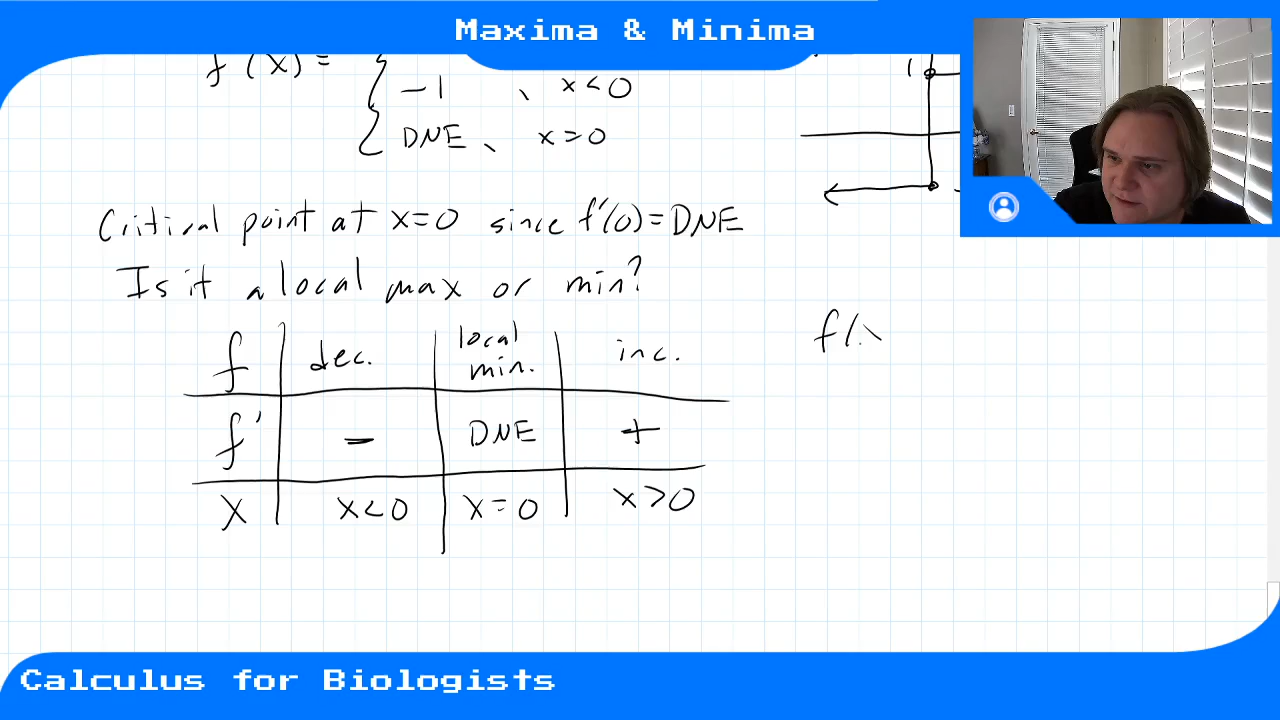 Maxima & Minima
f'(x) =
-1 , x<0
DNE , x=0
1
Critical point at x=0 since f'(0)=DNE
Is it a local max or min?
f dec. local min. inc.
f' - DNE +
x x<0 x=0 x>0
f(
Calculus for Biologists